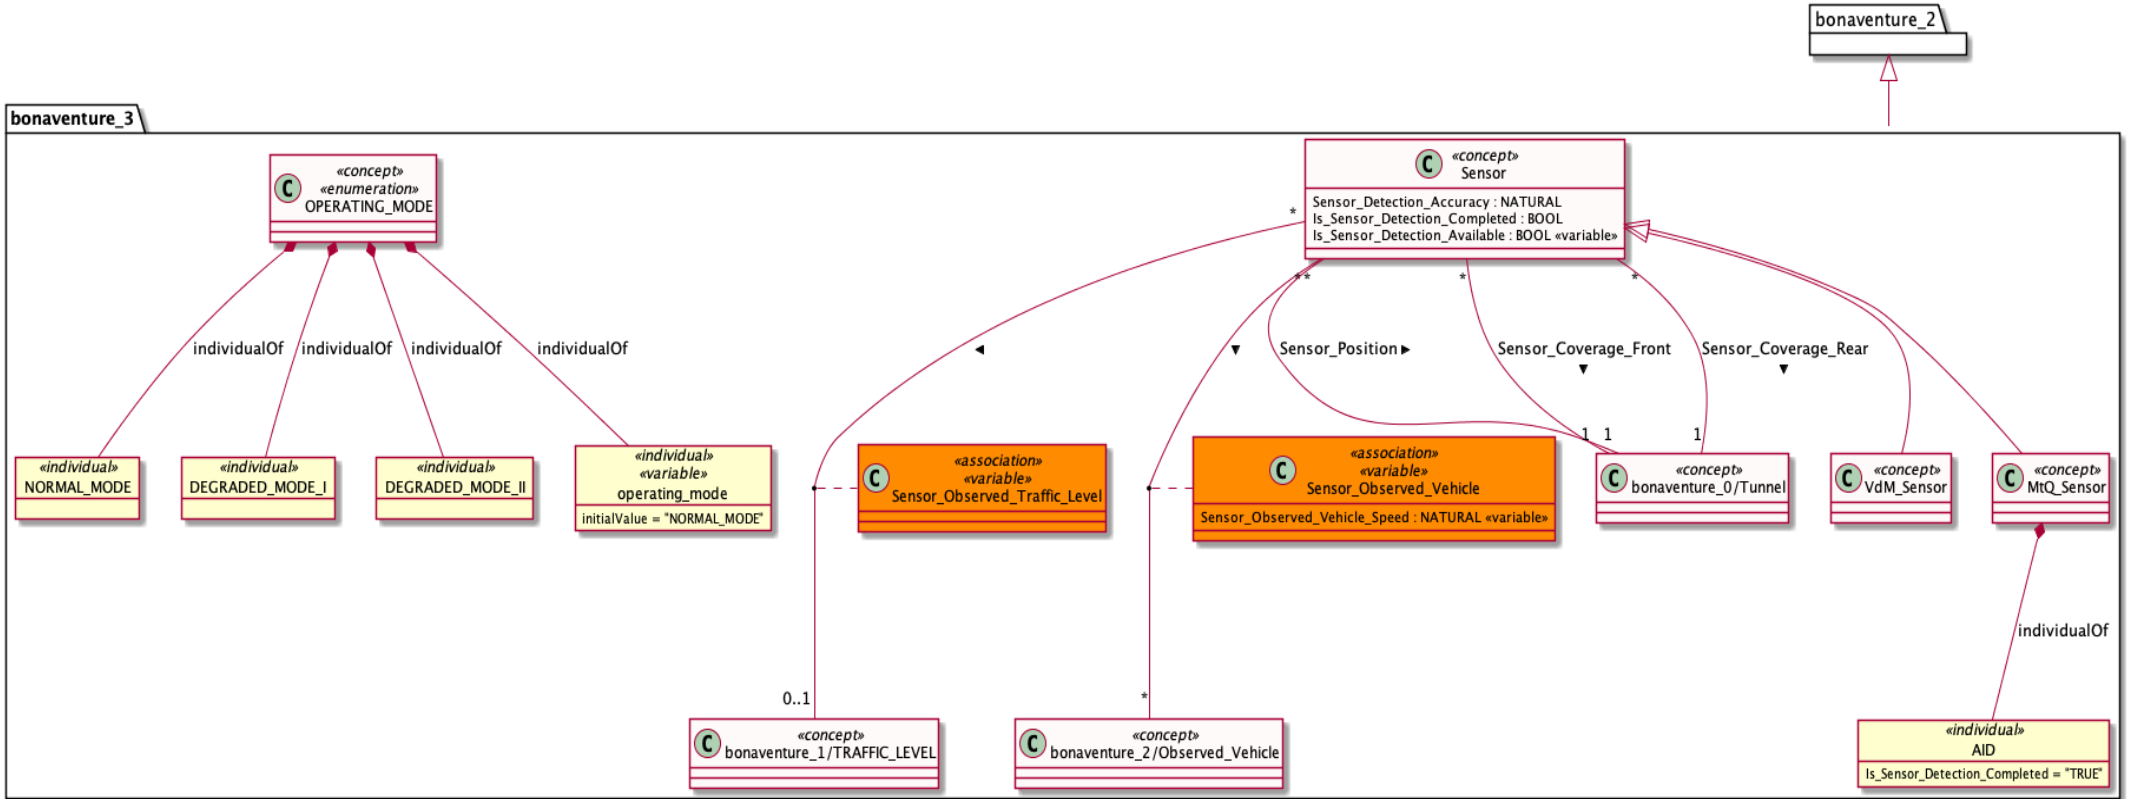 bonaventure_2
bonaventure_3
«concept»
«enumeration»
C
OPERATING_MODE
«concept»
C
Sensor
Sensor_Detection_Accuracy : NATURAL
Is_Sensor_Detection_Completed : BOOL
Is_Sensor_Detection_Available : BOOL «variable»
*
* *
*
*
individualOf
individualOf
individualOf
individualOf
Sensor_Position
Sensor_Coverage_Front
Sensor_Coverage_Rear
1
1
1
«individual»
NORMAL_MODE
«individual»
DEGRADED_MODE_I
«individual»
DEGRADED_MODE_II
«individual»
«variable»
operating_mode
initialValue = "NORMAL_MODE"
«association»
«variable»
C
Sensor_Observed_Traffic_Level
«association»
«variable»
C
Sensor_Observed_Vehicle
Sensor_Observed_Vehicle_Speed : NATURAL «variable»
«concept»
C
bonaventure_0/Tunnel
«concept»
C
VdM_Sensor
«concept»
C
MtQ_Sensor
individualOf
0..1
*
«concept»
C
bonaventure_1/TRAFFIC_LEVEL
«concept»
C
bonaventure_2/Observed_Vehicle
«individual»
AID
Is_Sensor_Detection_Completed = "TRUE"